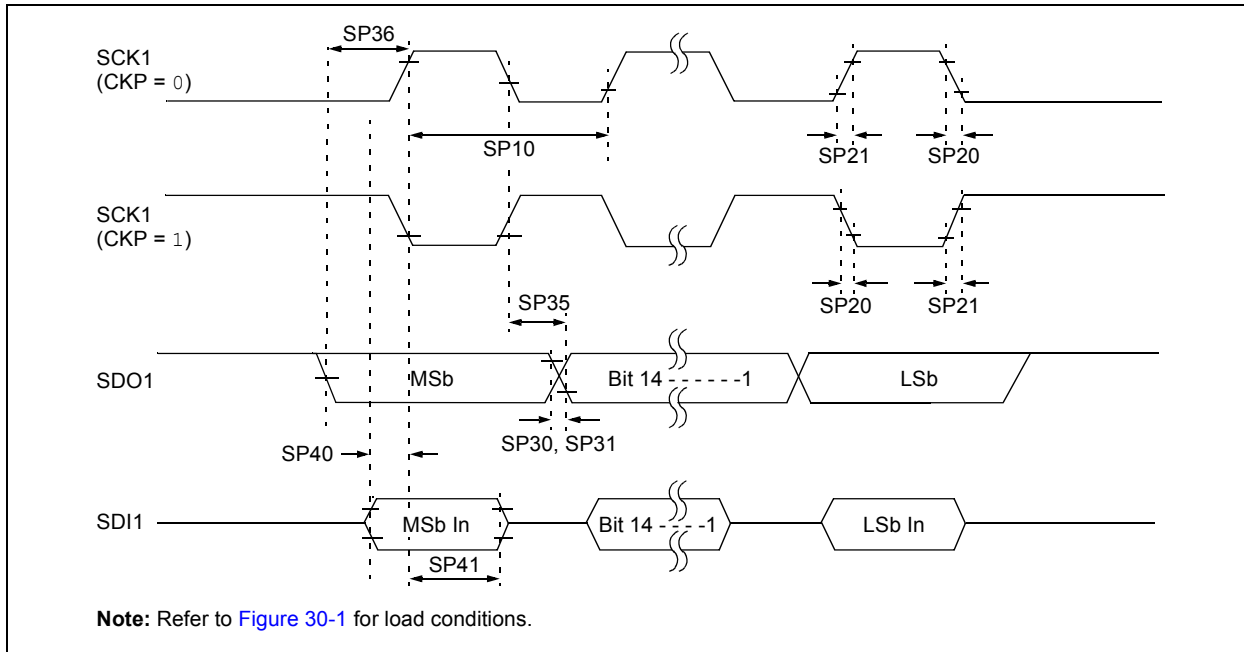 SP36
SCK1
(CKP = 0)
SP10
SP21
SP20
SCK1
(CKP = 1)
SP35
SP20
SP21
SDO1
MSb
Bit 14 - - - - - -1
LSb
SP30, SP31
SP40
SDI1
MSb In
Bit 14 - - - -1
LSb In
SP41
Note: Refer to Figure 30-1 for load conditions.